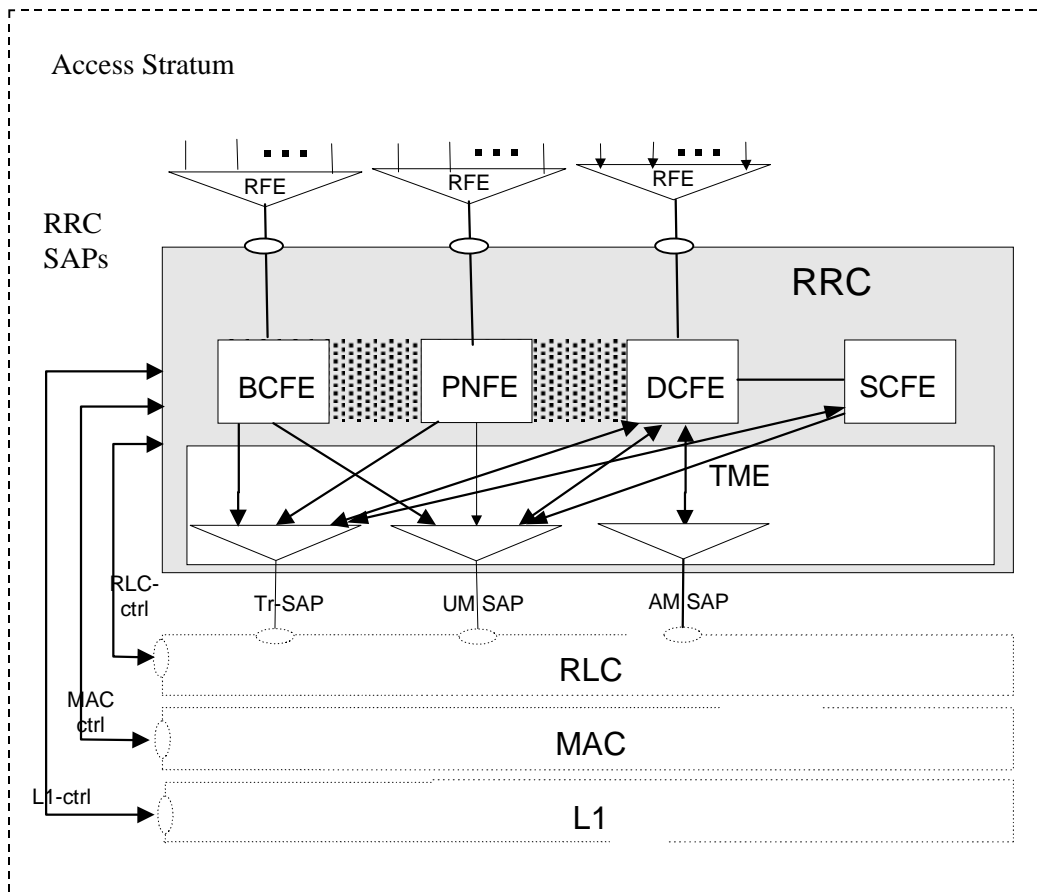 Access Stratum
RFE
RFE
RFE
RRC
SAPs
RRC
BCFE
PNFE
DCFE
SCFE
TME
RLC-
ctrl
Tr-SAP
UM SAP
AM SAP
RLC
MAC
ctrl
MAC
L1-ctrl
L1